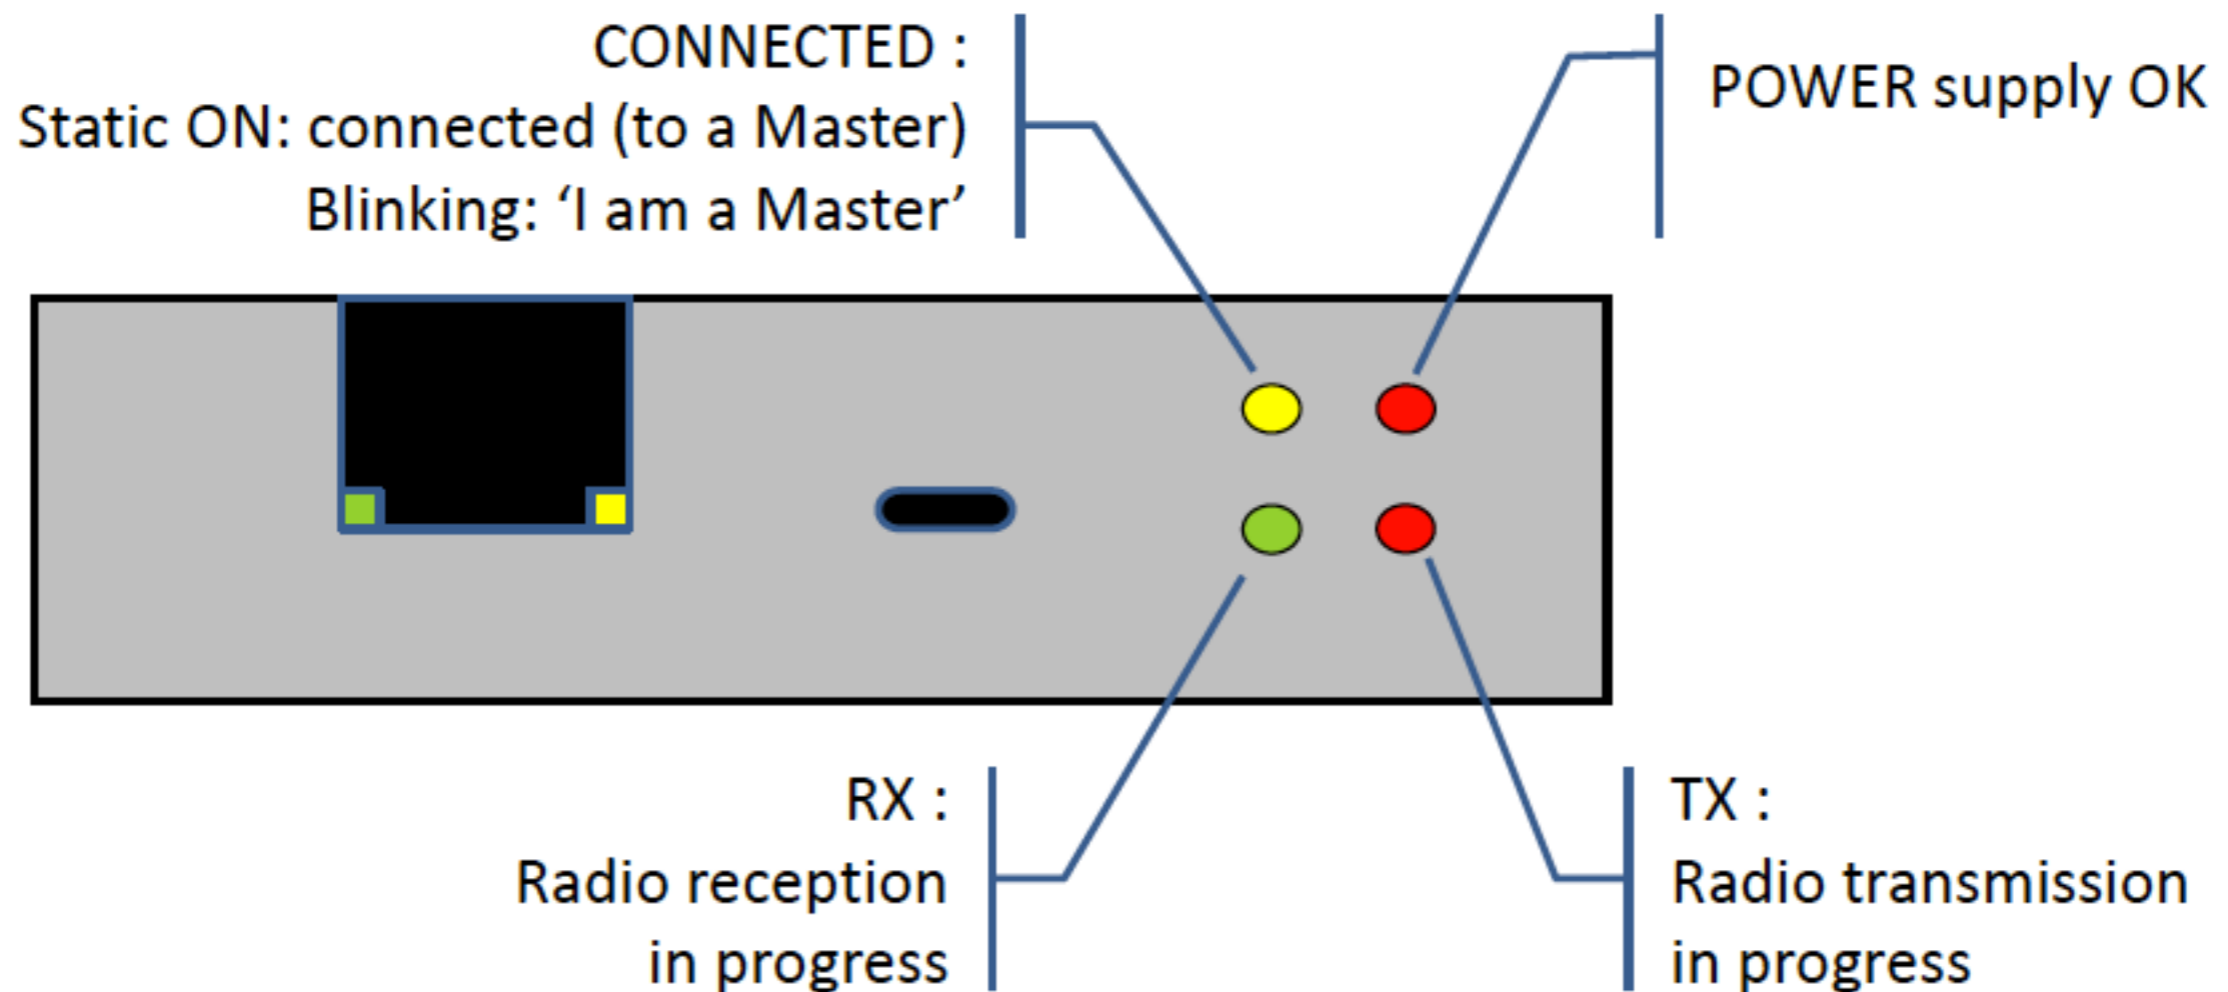 CONNECTED :
Static ON: connected (to a Master)
Blinking: ‘I am a Master’
POWER supply OK
RX :
Radio reception
in progress
TX :
Radio transmission
in progress